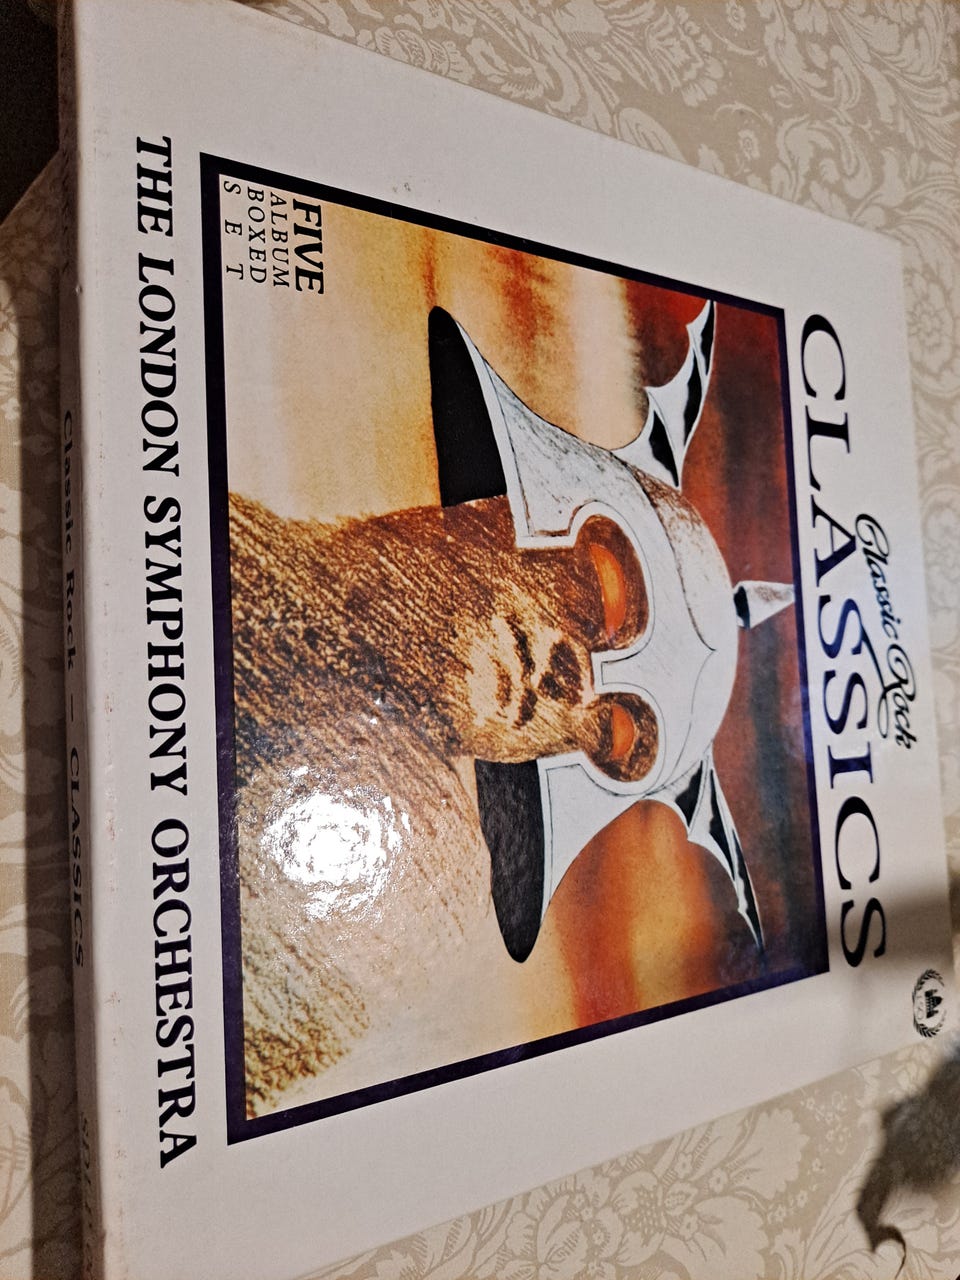 Classic Rock
CLASSICS
FIVE
ALBUM
BOXED
SET
THE LONDON SYMPHONY ORCHESTRA
Classic Rock - CLASSICS